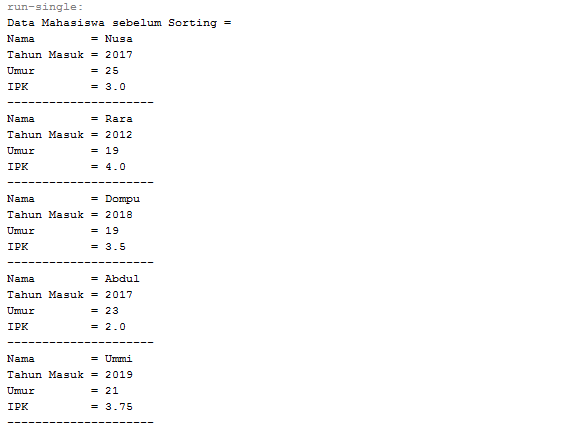 run-single:
Data Mahasiswa sebelum Sorting =
Nama        = Nusa
Tahun Masuk = 2017
Umur        = 25
IPK         = 3.0
---------------------
Nama        = Rara
Tahun Masuk = 2012
Umur        = 19
IPK         = 4.0
---------------------
Nama        = Dompu
Tahun Masuk = 2018
Umur        = 19
IPK         = 3.5
---------------------
Nama        = Abdul
Tahun Masuk = 2017
Umur        = 23
IPK         = 2.0
---------------------
Nama        = Ummi
Tahun Masuk = 2019
Umur        = 21
IPK         = 3.75
---------------------